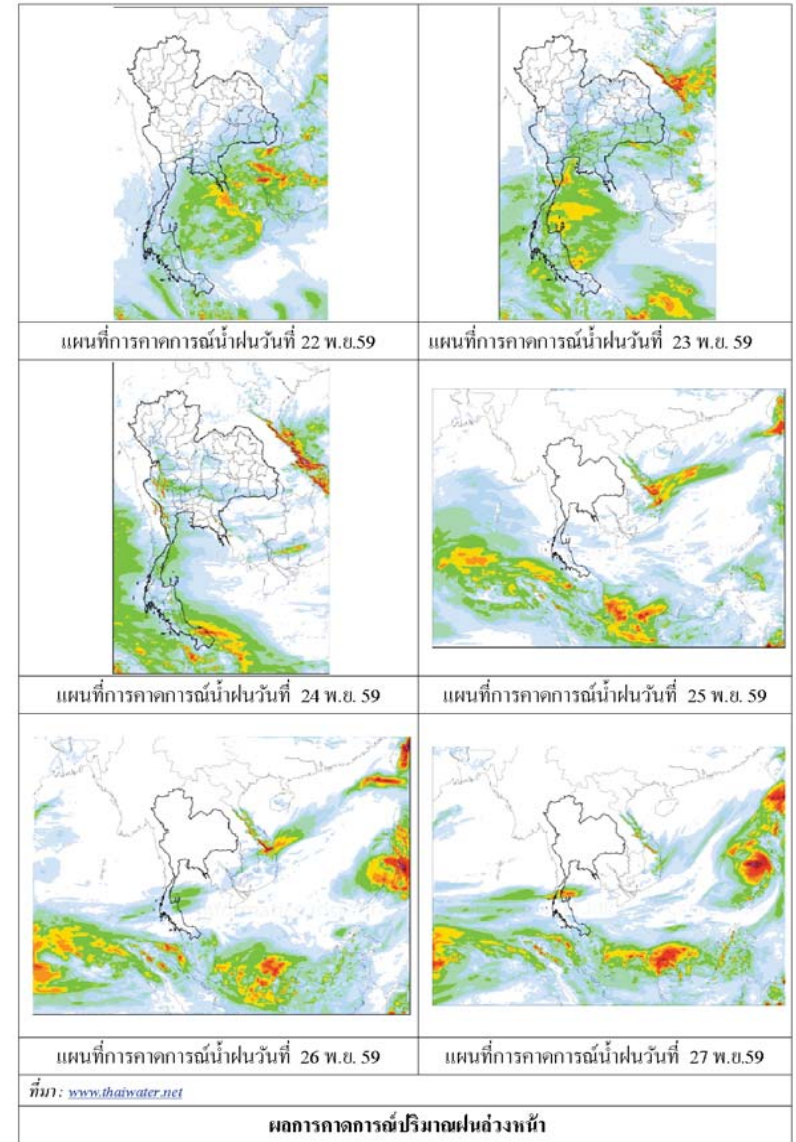 แผนที่การคาดการณ์น้ำฝนวันที่ 22 พ.ย.59
แผนที่การคาดการณ์น้ำฝนวันที่ 23 พ.ย. 59
แผนที่การคาดการณ์น้ำฝนวันที่ 24 พ.ย. 59
แผนที่การคาดการณ์น้ำฝนวันที่ 25 พ.ย. 59
แผนที่การคาดการณ์น้ำฝนวันที่ 26 พ.ย. 59
แผนที่การคาดการณ์น้ำฝนวันที่ 27 พ.ย.59
ที่มา : www.thaiwater.net
ผลการคาดการณ์ปริมาณฝนล่วงหน้า